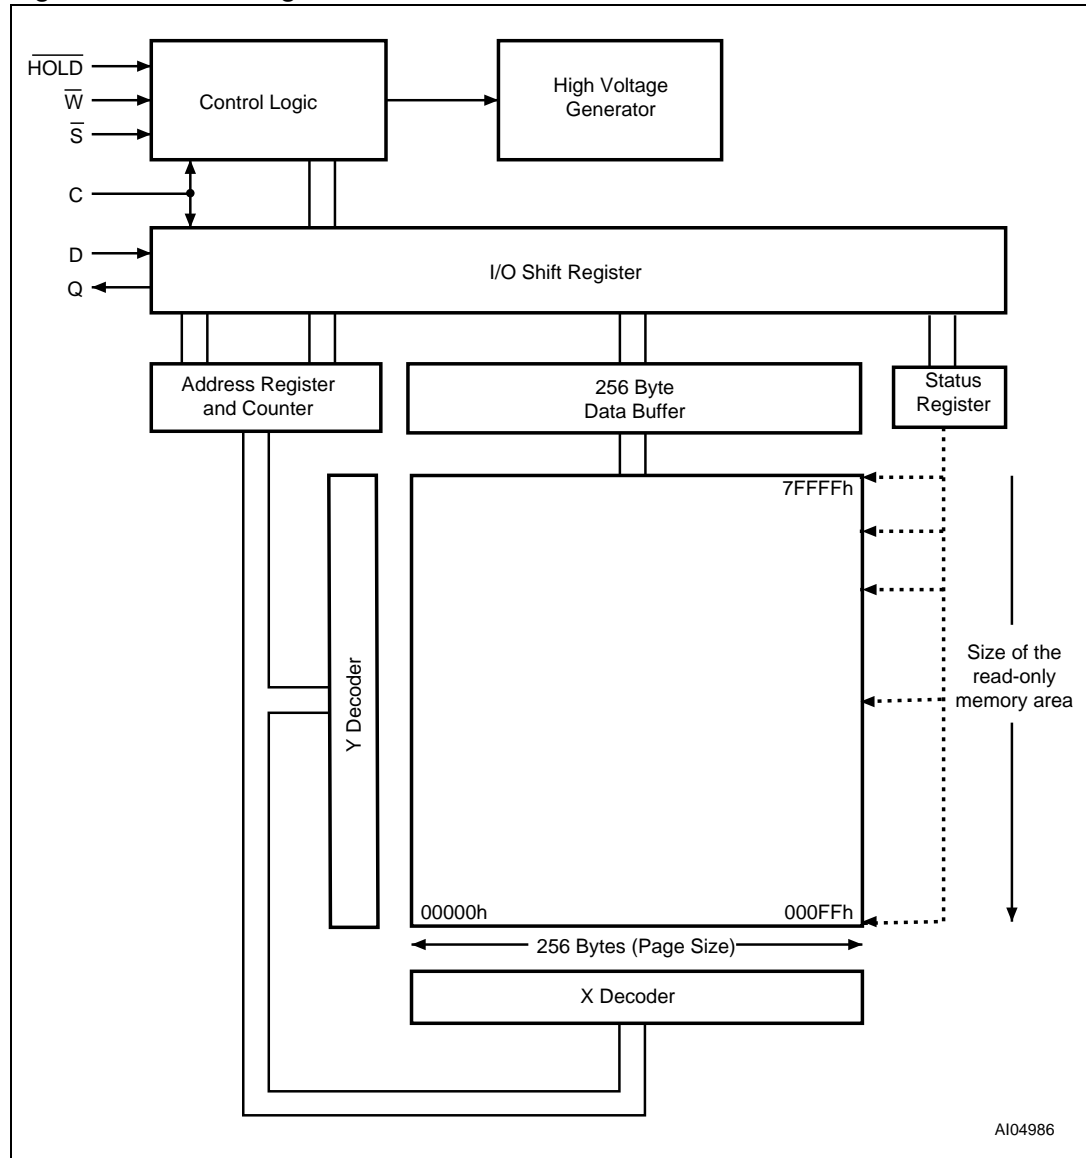 HOLD
W
S
C
D
Q
Control Logic
High Voltage
Generator
I/O Shift Register
Address Register
and Counter
256 Byte
Data Buffer
Status
Register
7FFFFh
Y Decoder
Size of the
read-only
memory area
00000h
000FFh
256 Bytes (Page Size)
X Decoder
AI04986